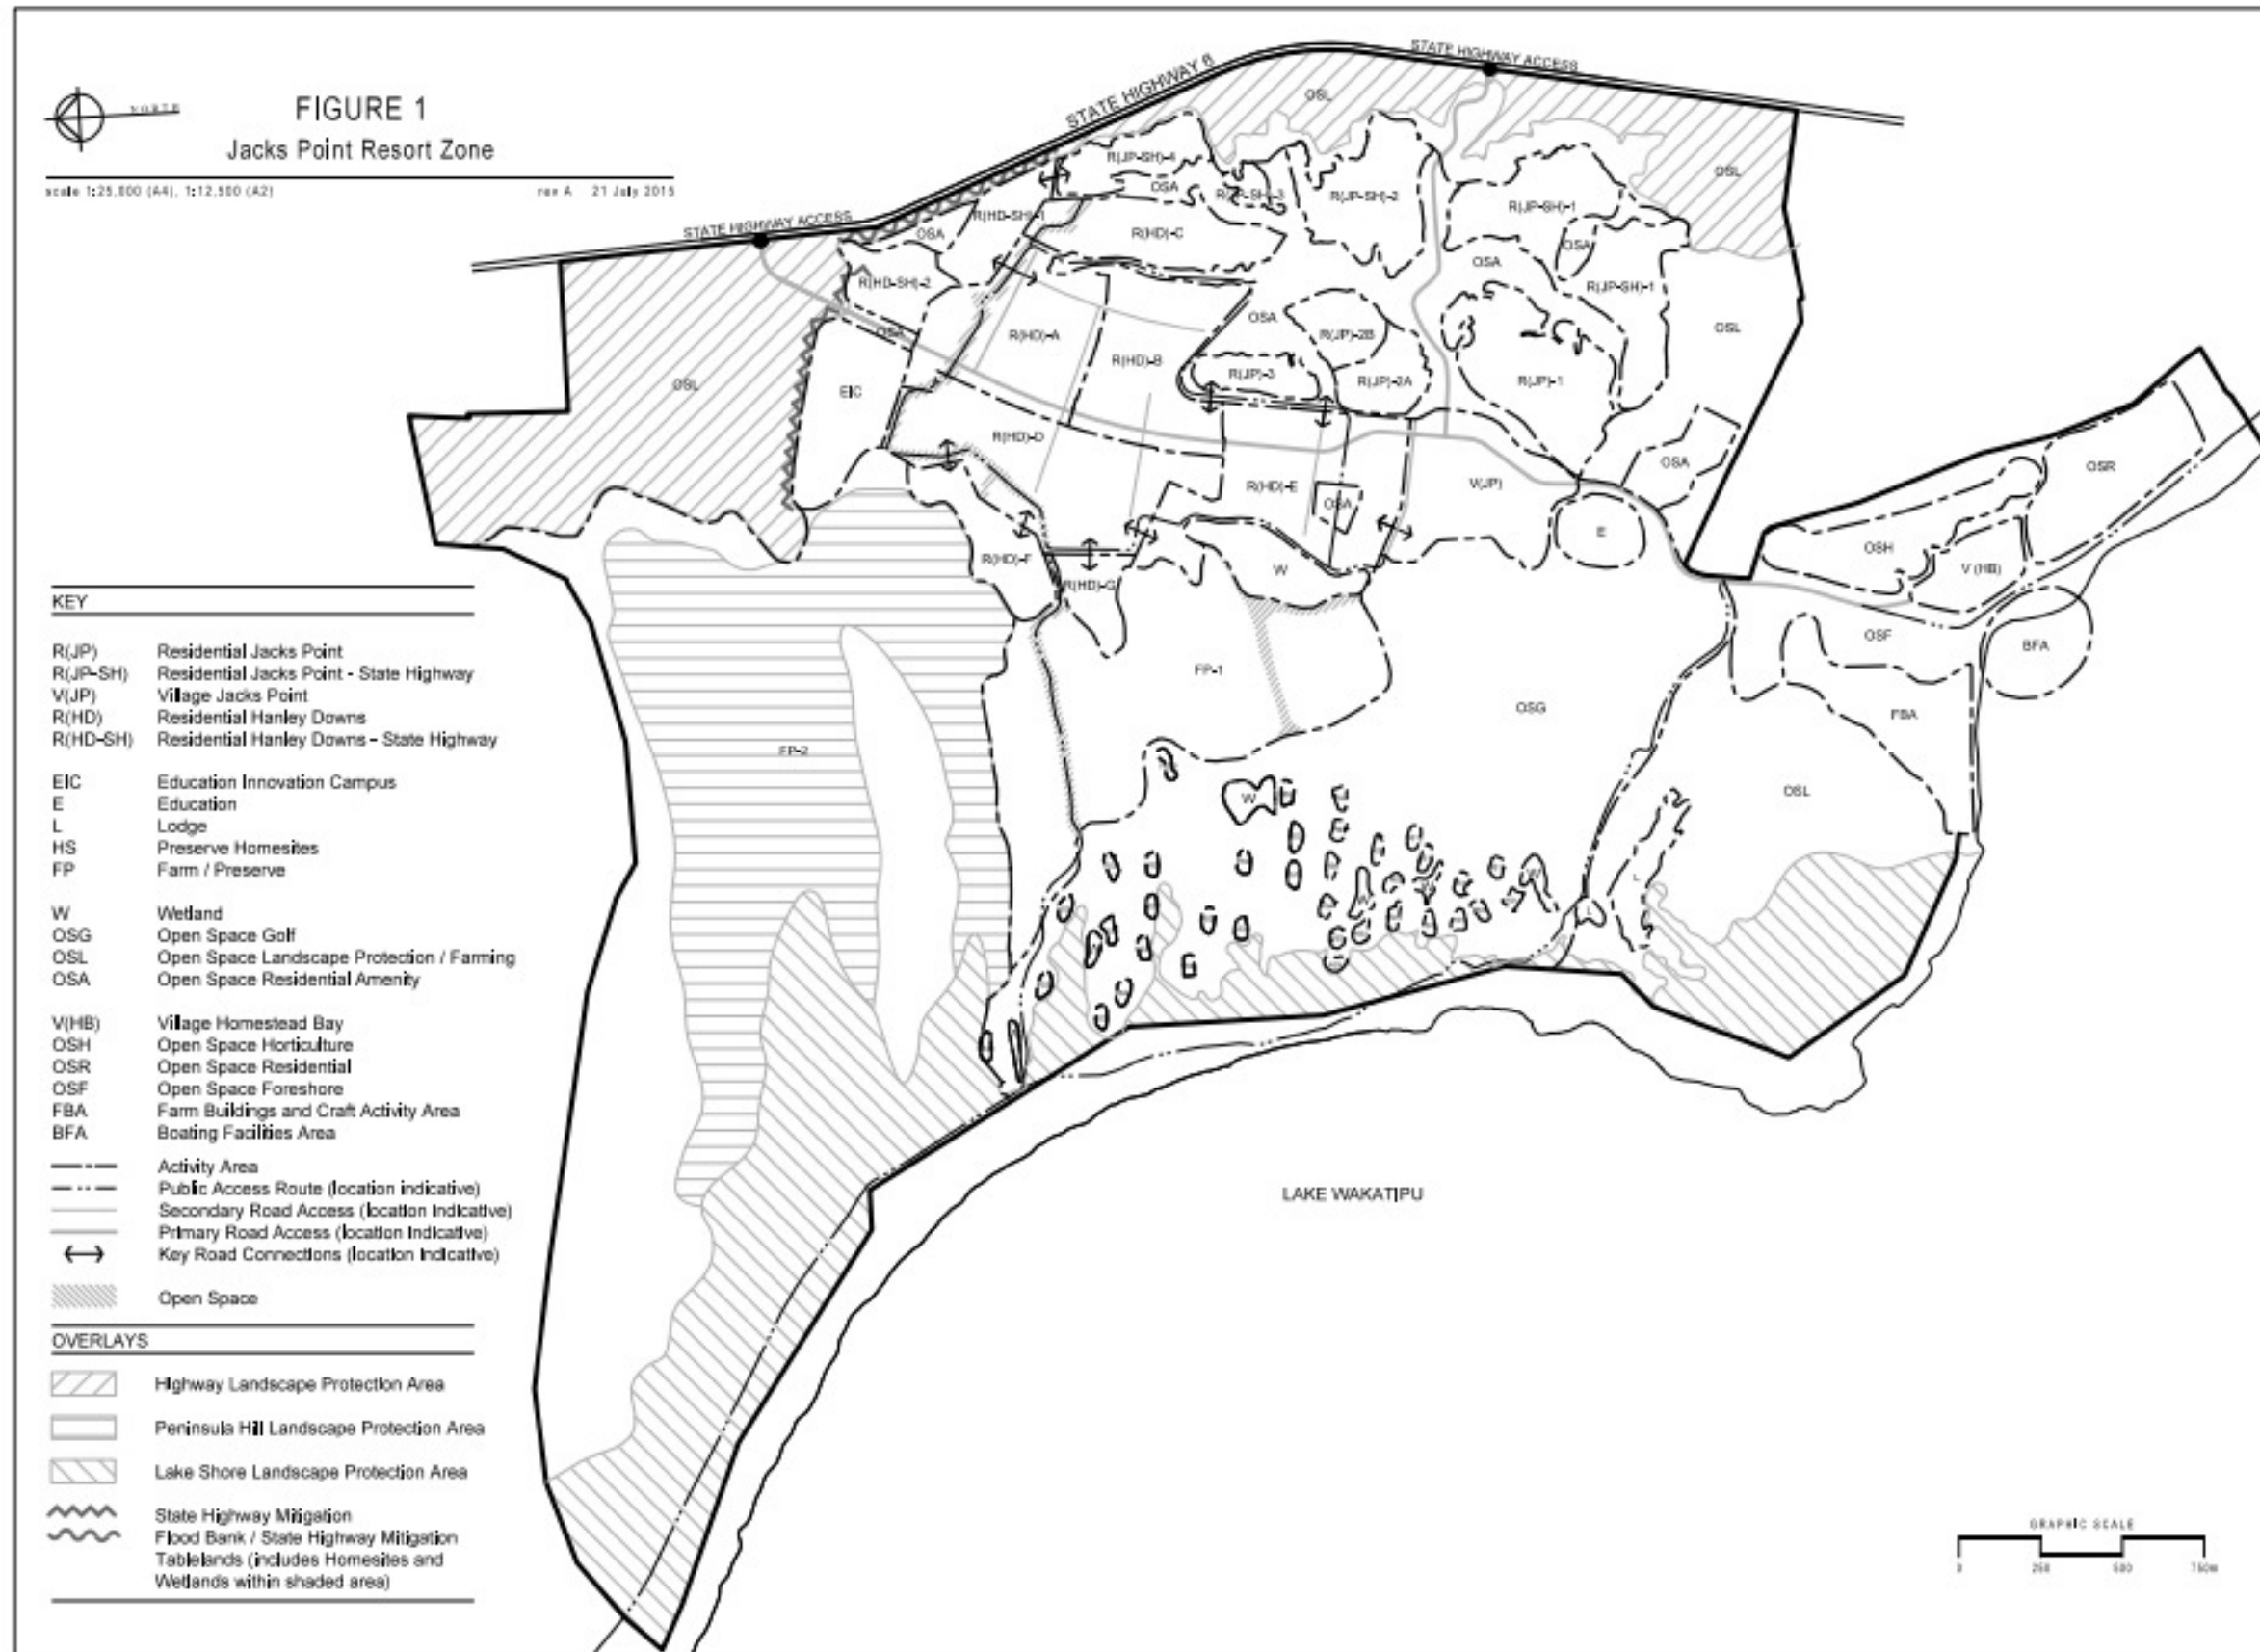 NORTH
FIGURE 1
Jacks Point Resort Zone
scale 1:25,000 (A4), 1:12,500 (A2)
rev A 21 July 2015
STATE HIGHWAY 6
STATE HIGHWAY ACCESS
STATE HIGHWAY ACCESS
OSL
R(JP-SH)-4
OSA
R(JP-SH)-3
R(JP-SH)-2
R(JP-SH)-1
OSL
R(HD-SH)-1
OSA
R(HD)-C
OSA
OSA
R(HD-SH)-2
R(JP-SH)-1
OSA
R(HD)-A
OSA
R(JP)-2B
OSL
R(HD)-B
R(JP)-3
R(JP)-2A
R(JP)-1
OSL
EIC
R(HD)-D
OSA
OSR
R(HD)-E
OSA
V(JP)
E
OSH
V (HB)
R(HD)-F
R(HD)-G
W
OSF
BFA
FP-1
OSG
FBA
FP-2
OSL
W
L
LAKE WAKATIPU
KEY
R(JP) Residential Jacks Point
R(JP-SH) Residential Jacks Point - State Highway
V(JP) Village Jacks Point
R(HD) Residential Hanley Downs
R(HD-SH) Residential Hanley Downs - State Highway
EIC Education Innovation Campus
E Education
L Lodge
HS Preserve Homesites
FP Farm / Preserve
W Wetland
OSG Open Space Golf
OSL Open Space Landscape Protection / Farming
OSA Open Space Residential Amenity
V(HB) Village Homestead Bay
OSH Open Space Horticulture
OSR Open Space Residential
OSF Open Space Foreshore
FBA Farm Buildings and Craft Activity Area
BFA Boating Facilities Area
Activity Area
Public Access Route (location indicative)
Secondary Road Access (location Indicative)
Primary Road Access (location Indicative)
Key Road Connections (location Indicative)
Open Space
OVERLAYS
Highway Landscape Protection Area
Peninsula Hill Landscape Protection Area
Lake Shore Landscape Protection Area
State Highway Mitigation
Flood Bank / State Highway Mitigation
Tablelands (includes Homesites and
Wetlands within shaded area)
GRAPHIC SCALE
0 250 500 750m